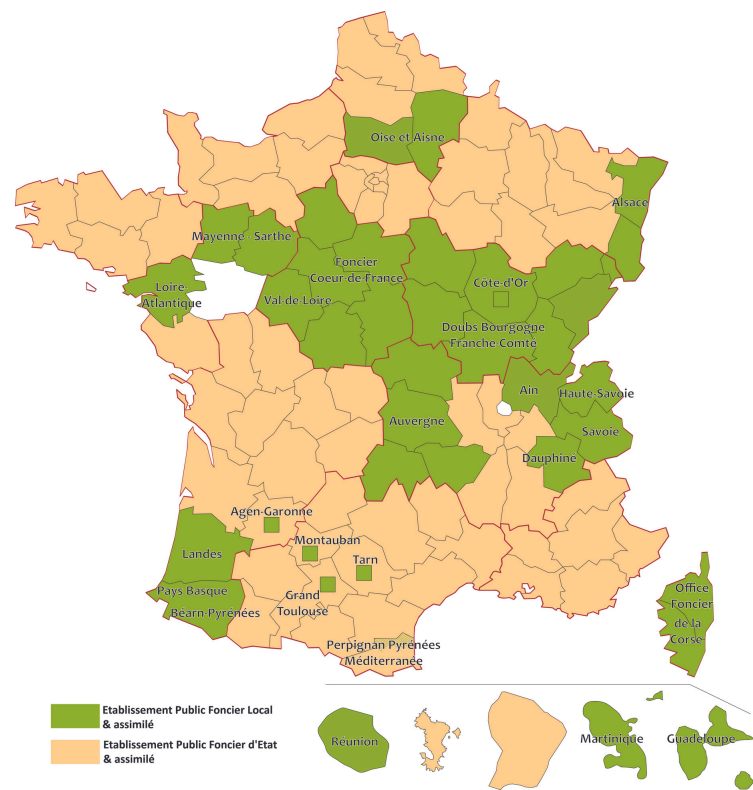 Oise et Aisne
Alsace
Mayenne - Sarthe
Foncier
Coeur de France
Côte-d'Or
Loire-
Atlantique
Val-de-Loire
Doubs Bourgogne
Franche-Comté
Ain
Haute-Savoie
Auvergne
Savoie
Dauphine
Agen-Garonne
Landes
Montauban
Tarn
Pays Basque
Grand
Toulouse
Béarn-Pyrénées
Office
Foncier
de la
Corse
Perpignan Pyrénées
Méditerranée
Etablissement Public Foncier Local
& assimilé
Etablissement Public Foncier d'Etat
& assimilé
Réunion
Martinique
Guadeloupe